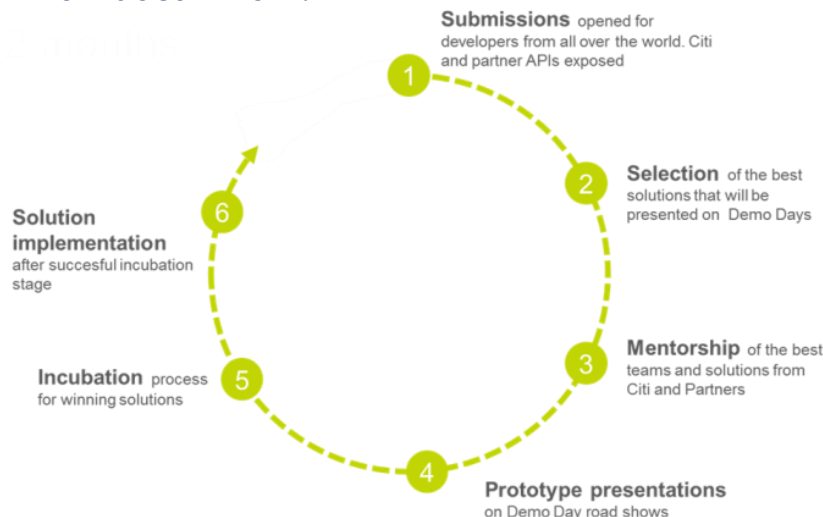 1
Submissions opened for
developers from all over the world. Citi
and partner APIs exposed
2
Selection of the best
solutions that will be
presented on Demo Days
3
Mentorship of the best
teams and solutions from
Citi and Partners
4
Prototype presentations
on Demo Day road shows
5
Incubation process
for winning solutions
6
Solution
implementation
after succesful incubation
stage